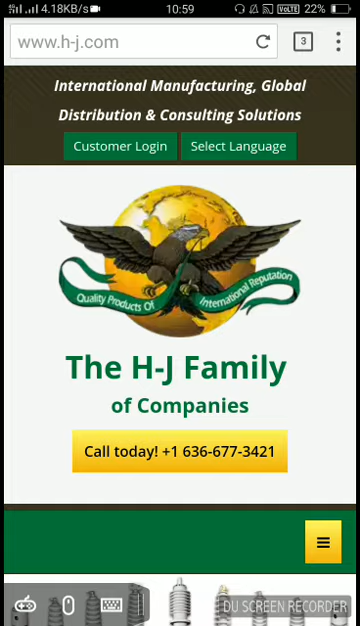 4.18KB/s 10:59 VoLTE 22%
www.h-j.com 3
International Manufacturing, Global
Distribution & Consulting Solutions
Customer Login Select Language
Quality Products Of International Reputation
The H-J Family
of Companies
Call today! +1 636-677-3421
DU SCREEN RECORDER